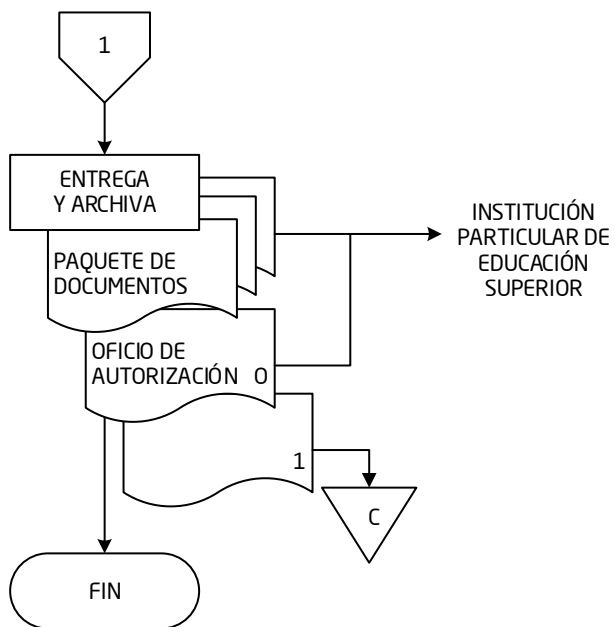 1
ENTREGA
Y ARCHIVA
INSTITUCIÓN
PARTICULAR DE
EDUCACIÓN
SUPERIOR
PAQUETE DE
DOCUMENTOS
OFICIO DE
AUTORIZACIÓN O
1
C
FIN